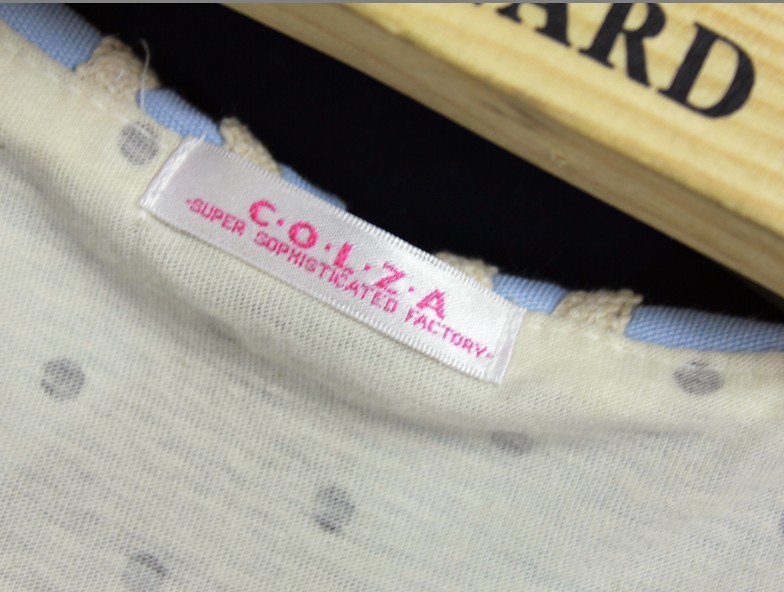 ARD
C·O·L·Z·A
-SUPER SOPHISTICATED FACTORY-